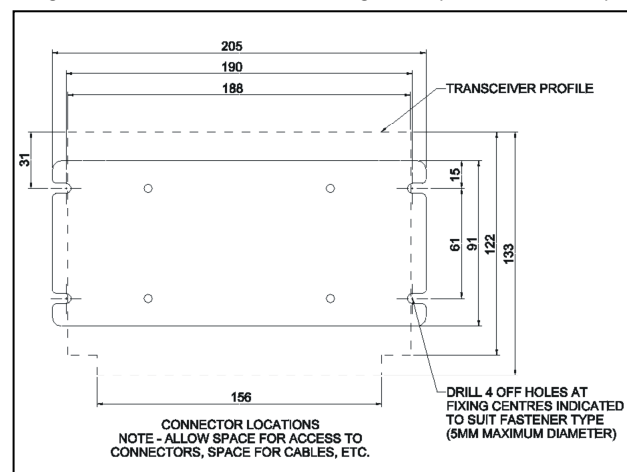 205
190
188
TRANSCEIVER PROFILE
31
15
61
91
122
133
156
DRILL 4 OFF HOLES AT
FIXING CENTRES INDICATED
TO SUIT FASTENER TYPE
(5MM MAXIMUM DIAMETER)
CONNECTOR LOCATIONS
NOTE - ALLOW SPACE FOR ACCESS TO
CONNECTORS, SPACE FOR CABLES, ETC.